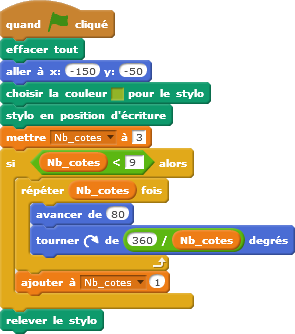 quand cliqué
effacer tout
aller à x: -150 y: -50
choisir la couleur pour le stylo
stylo en position d'écriture
mettre Nb_cotes à 3
si Nb_cotes < 9 alors
répéter Nb_cotes fois
avancer de 80
tourner de 360 / Nb_cotes degrés
ajouter à Nb_cotes 1
relever le stylo